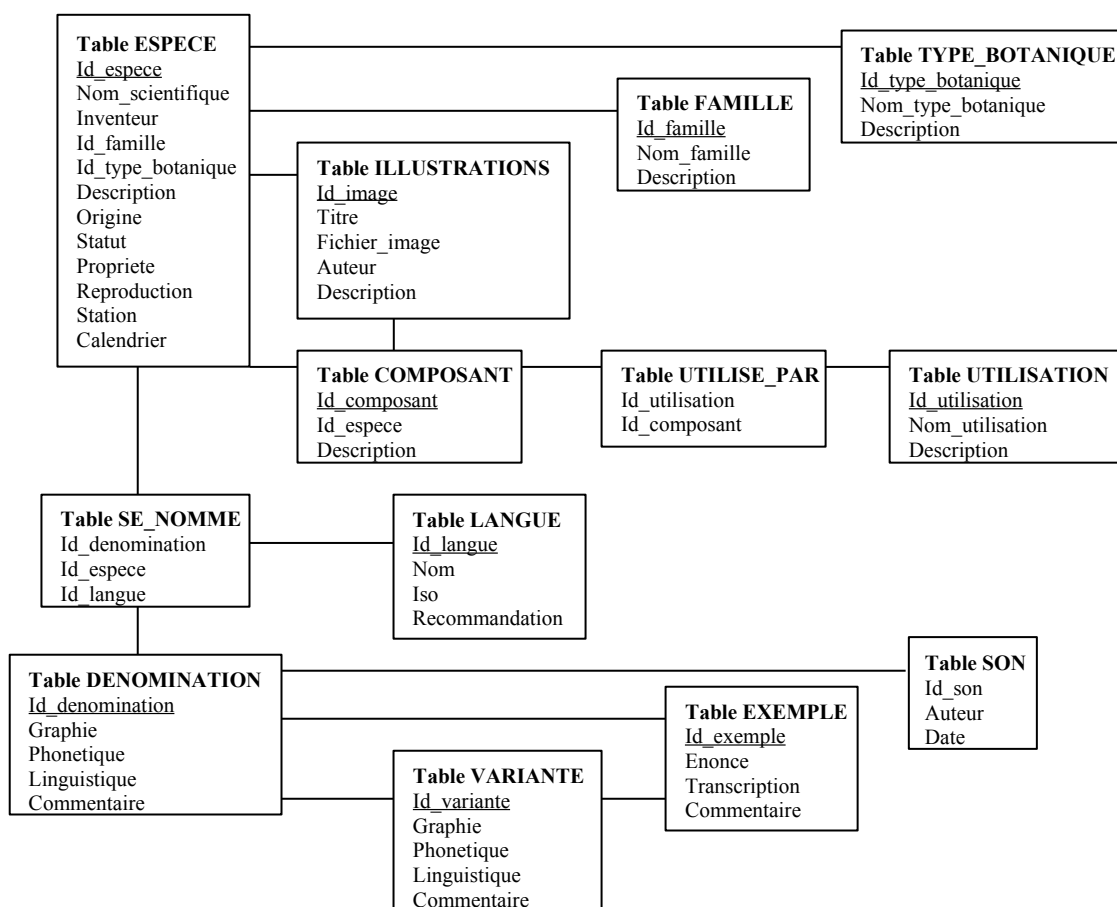 Table ESPECE
Id_espece
Nom_scientifique
Inventeur
Id_famille
Id_type_botanique
Description
Origine
Statut
Propriete
Reproduction
Station
Calendrier
Table TYPE_BOTANIQUE
Id_type_botanique
Nom_type_botanique
Description
Table FAMILLE
Id_famille
Nom_famille
Description
Table ILLUSTRATIONS
Id_image
Titre
Fichier_image
Auteur
Description
Table COMPOSANT
Id_composant
Id_espece
Description
Table UTILISE_PAR
Id_utilisation
Id_composant
Table UTILISATION
Id_utilisation
Nom_utilisation
Description
Table SE_NOMME
Id_denomination
Id_espece
Id_langue
Table LANGUE
Id_langue
Nom
Iso
Recommandation
Table DENOMINATION
Id_denomination
Graphie
Phonetique
Linguistique
Commentaire
Table SON
Id_son
Auteur
Date
Table EXEMPLE
Id_exemple
Enonce
Transcription
Commentaire
Table VARIANTE
Id_variante
Graphie
Phonetique
Linguistique
Commentaire